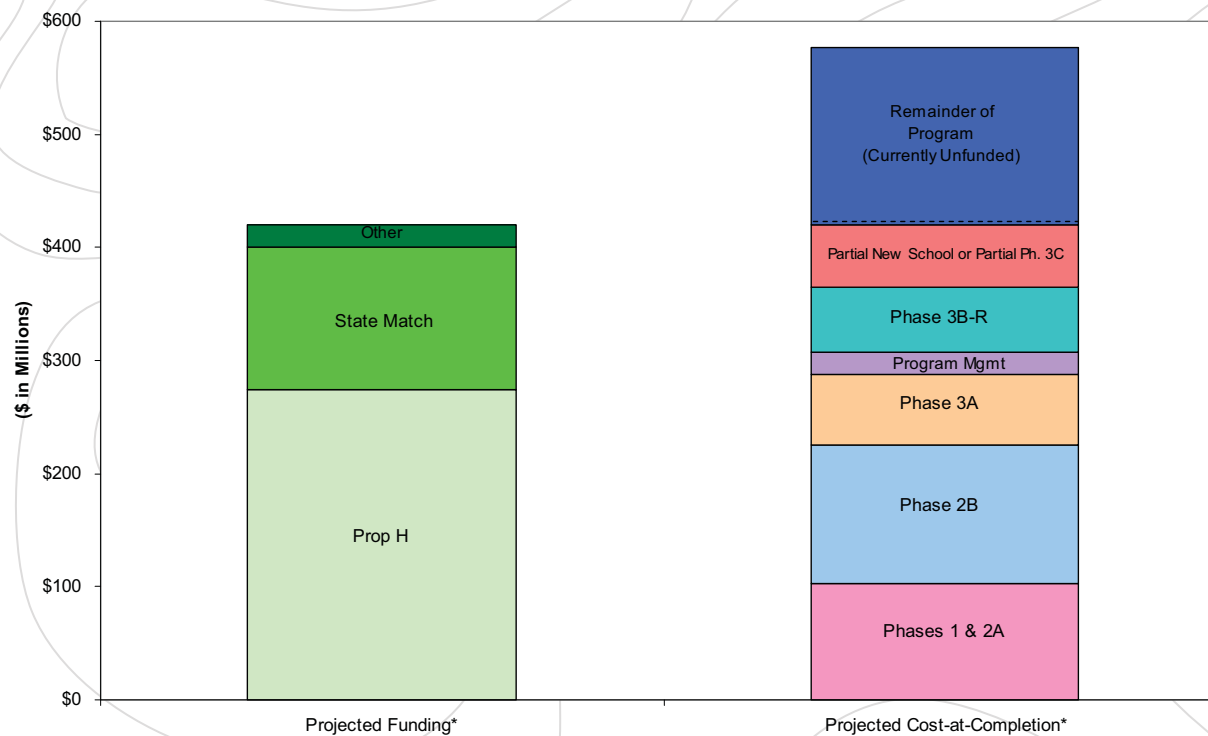 $600
$500
$400
$300
$200
$100
$0
($ in Millions)
Other
State Match
Prop H
Remainder of
Program
(Currently Unfunded)
Partial New School or Partial Ph. 3C
Phase 3B-R
Program Mgmt
Phase 3A
Phase 2B
Phases 1 & 2A
Projected Funding*
Projected Cost-at-Completion*